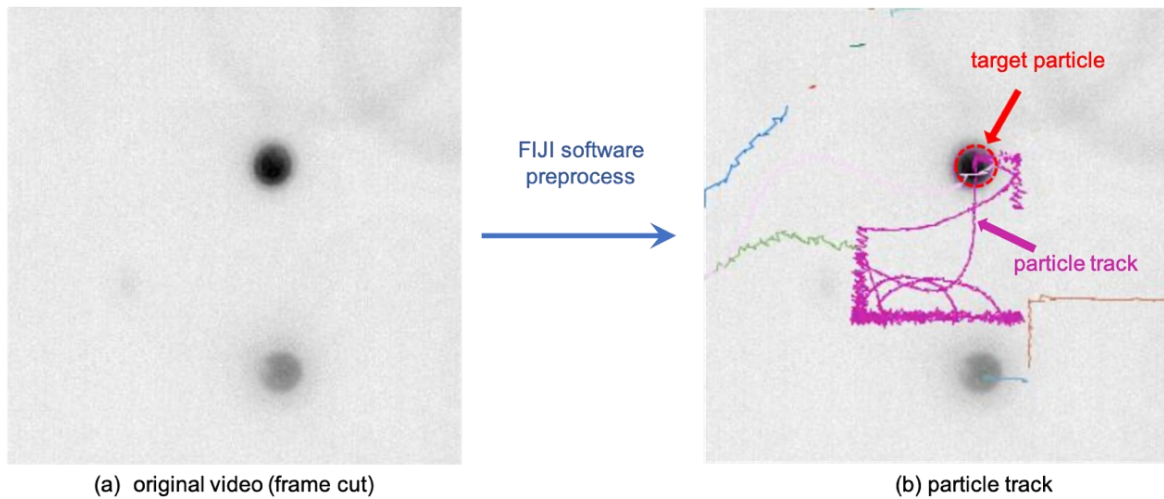 target particle
FIJI software
preprocess
particle track
(a) original video (frame cut)
(b) particle track